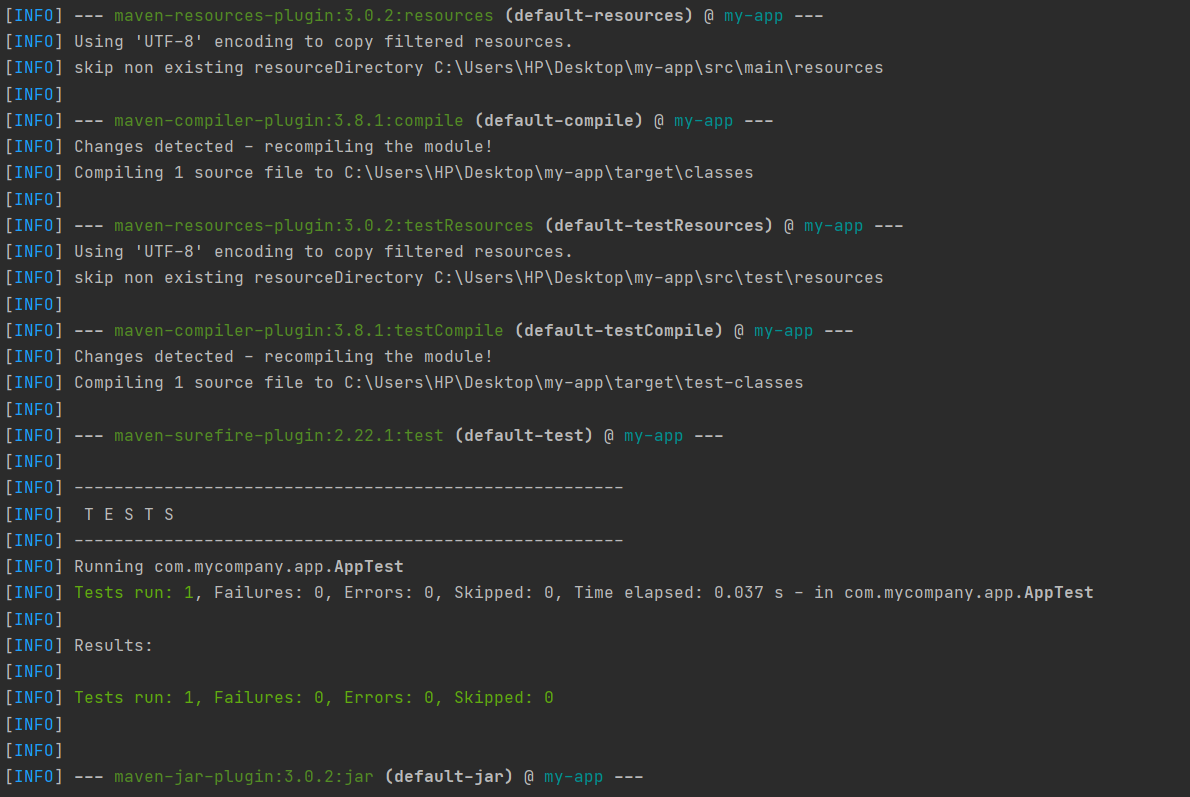 [INFO] --- maven-resources-plugin:3.0.2:resources (default-resources) @ my-app ---
[INFO] Using 'UTF-8' encoding to copy filtered resources.
[INFO] skip non existing resourceDirectory C:\Users\HP\Desktop\my-app\src\main\resources
[INFO]
[INFO] --- maven-compiler-plugin:3.8.1:compile (default-compile) @ my-app ---
[INFO] Changes detected - recompiling the module!
[INFO] Compiling 1 source file to C:\Users\HP\Desktop\my-app\target\classes
[INFO]
[INFO] --- maven-resources-plugin:3.0.2:testResources (default-testResources) @ my-app ---
[INFO] Using 'UTF-8' encoding to copy filtered resources.
[INFO] skip non existing resourceDirectory C:\Users\HP\Desktop\my-app\src\test\resources
[INFO]
[INFO] --- maven-compiler-plugin:3.8.1:testCompile (default-testCompile) @ my-app ---
[INFO] Changes detected - recompiling the module!
[INFO] Compiling 1 source file to C:\Users\HP\Desktop\my-app\target\test-classes
[INFO]
[INFO] --- maven-surefire-plugin:2.22.1:test (default-test) @ my-app ---
[INFO]
[INFO] -------------------------------------------------------
[INFO]  T E S T S
[INFO] -------------------------------------------------------
[INFO] Running com.mycompany.app.AppTest
[INFO] Tests run: 1, Failures: 0, Errors: 0, Skipped: 0, Time elapsed: 0.037 s - in com.mycompany.app.AppTest
[INFO]
[INFO] Results:
[INFO]
[INFO] Tests run: 1, Failures: 0, Errors: 0, Skipped: 0
[INFO]
[INFO]
[INFO] --- maven-jar-plugin:3.0.2:jar (default-jar) @ my-app ---